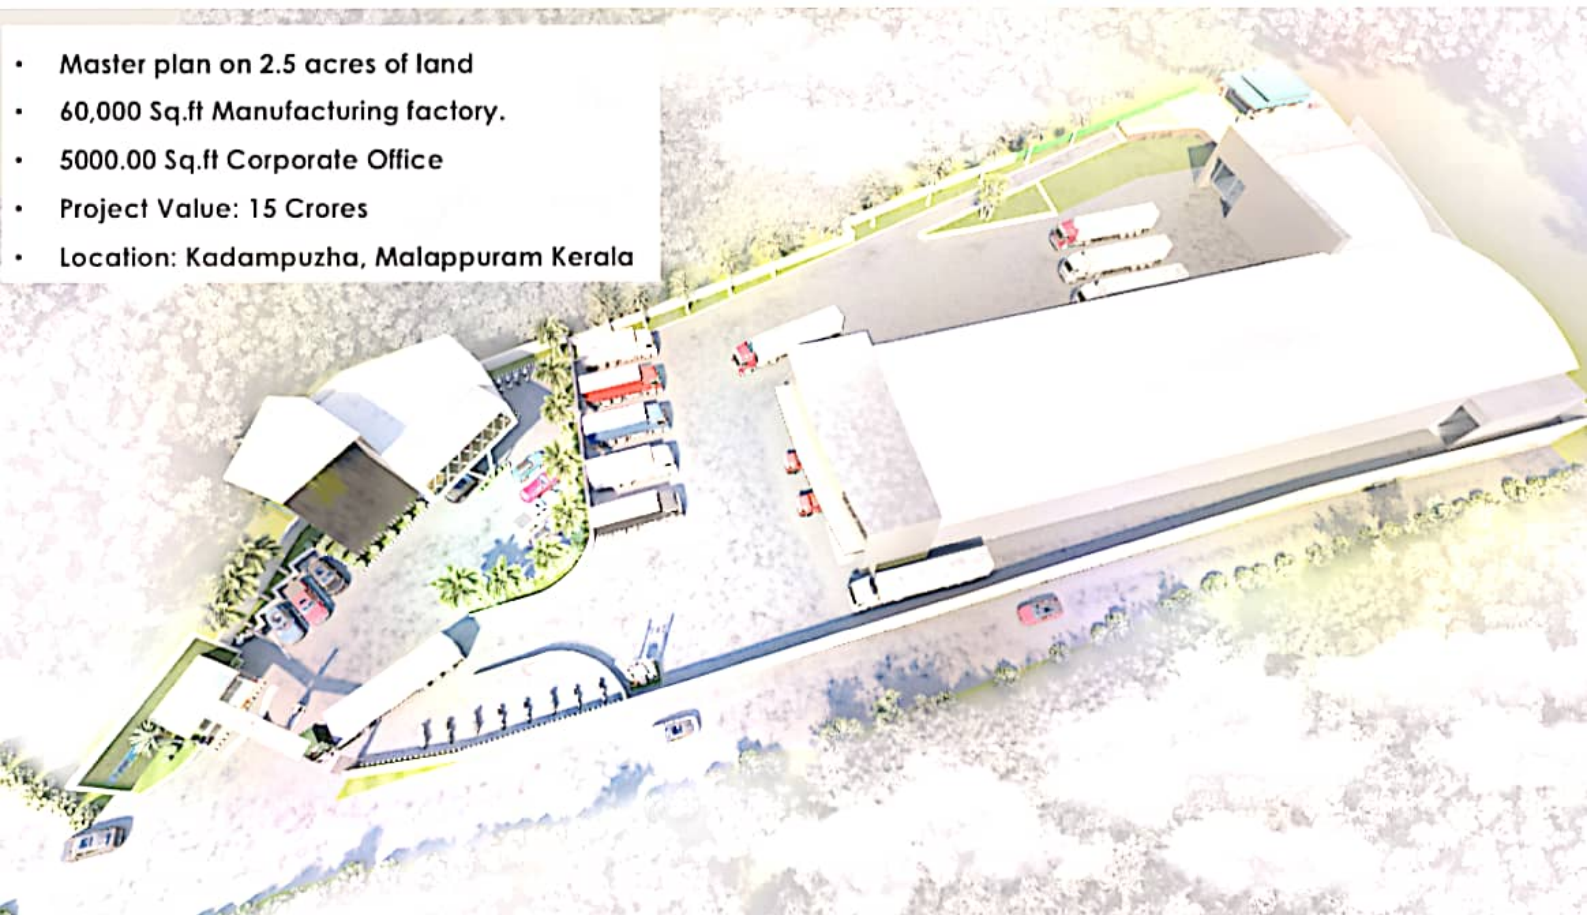 • Master plan on 2.5 acres of land
• 60,000 Sq.ft Manufacturing factory.
• 5000.00 Sq.ft Corporate Office
• Project Value: 15 Crores
• Location: Kadampuzha, Malappuram Kerala